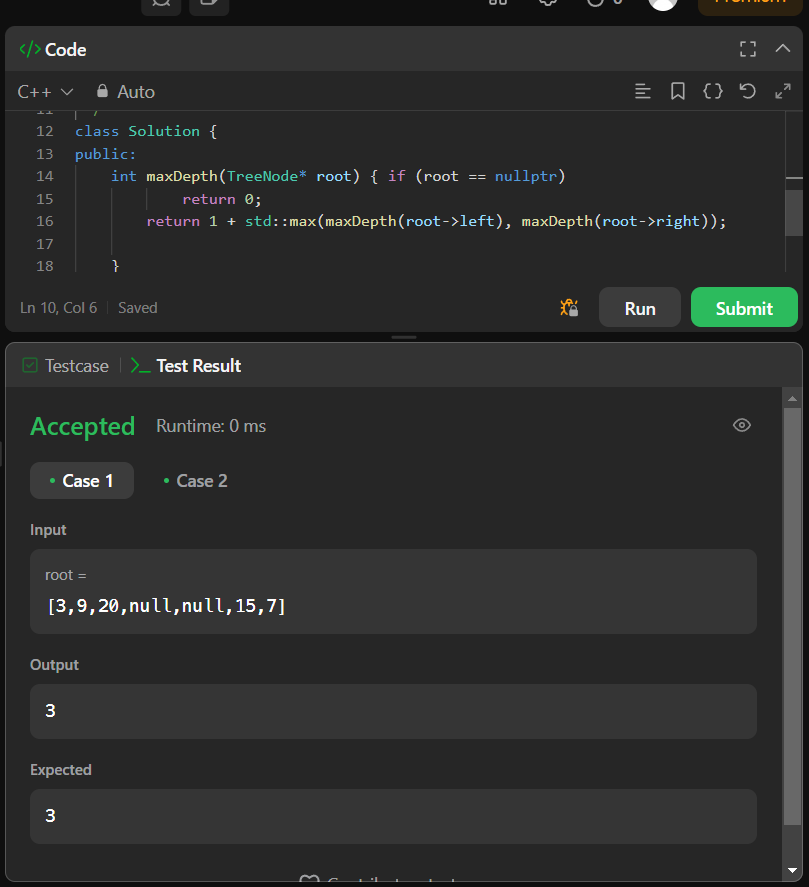 Premium
</> Code
C++ Auto
11 */
12 class Solution {
13 public:
14 int maxDepth(TreeNode* root) { if (root == nullptr)
15 return 0;
16 return 1 + std::max(maxDepth(root->left), maxDepth(root->right));
17
18 }
Ln 10, Col 6 Saved
Run Submit
Testcase Test Result
Accepted Runtime: 0 ms
Case 1 Case 2
Input
root =
[3,9,20,null,null,15,7]
Output
3
Expected
3